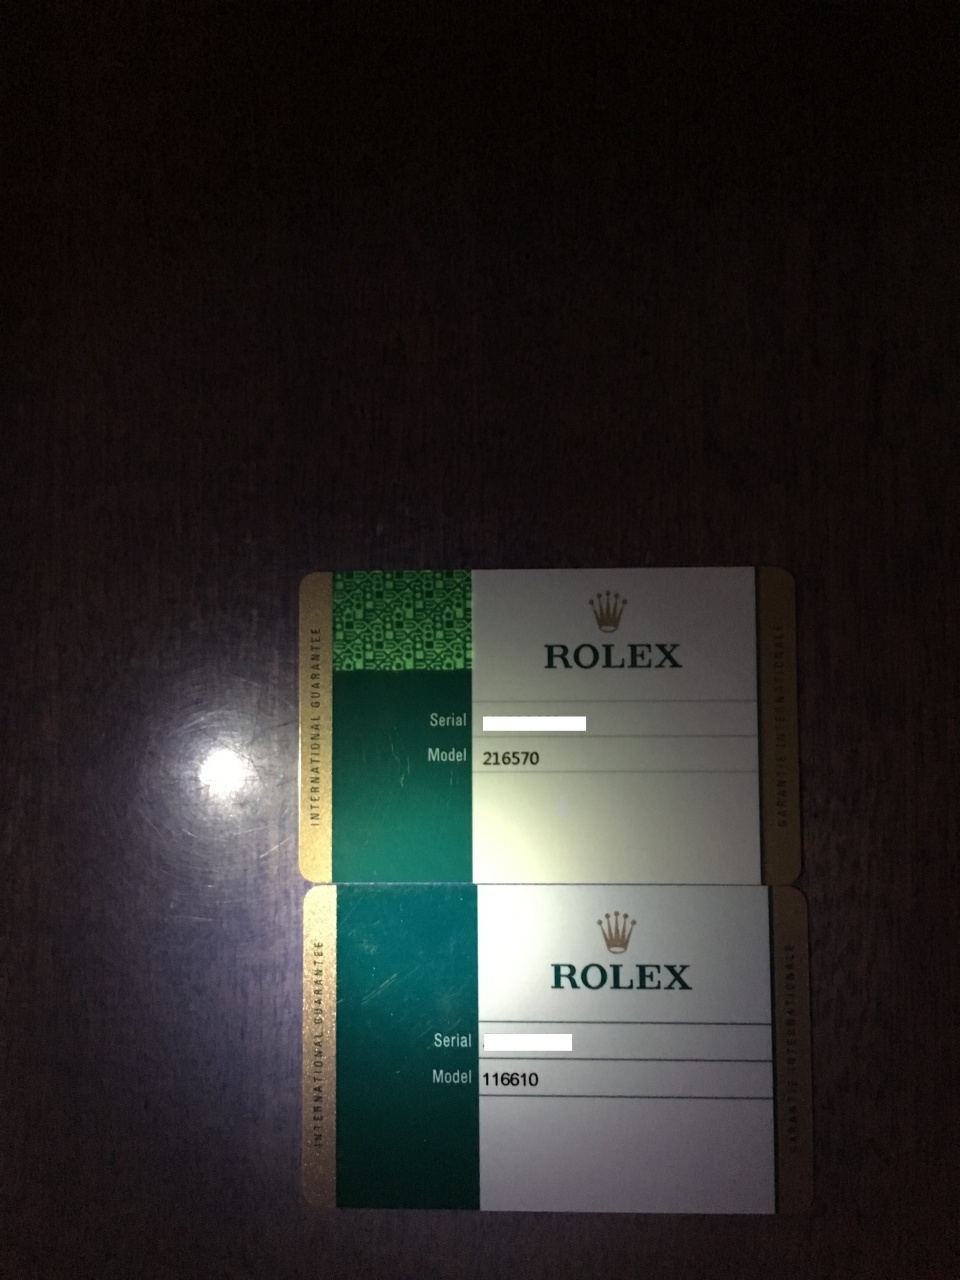 INTERNATIONAL GUARANTEE
ROLEX
Serial
Model 216570
GARANTIE INTERNATIONALE
INTERNATIONAL GUARANTEE
ROLEX
Serial
Model 116610
GARANTIE INTERNATIONALE